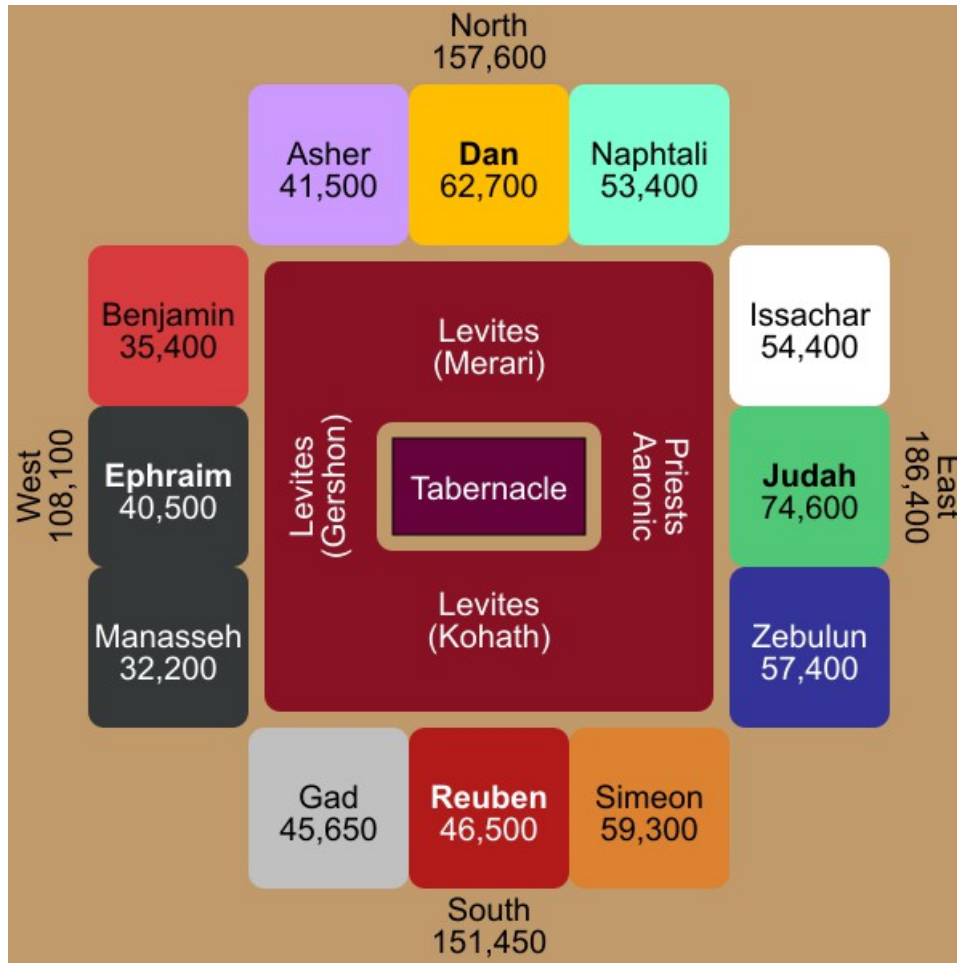 North
157,600
Asher
41,500
Dan
62,700
Naphtali
53,400
Benjamin
35,400
Levites
(Merari)
Issachar
54,400
West
108,100
Ephraim
40,500
Levites
(Gershon)
Tabernacle
Priests
Aaronic
Judah
74,600
East
186,400
Manasseh
32,200
Levites
(Kohath)
Zebulun
57,400
Gad
45,650
Reuben
46,500
Simeon
59,300
South
151,450